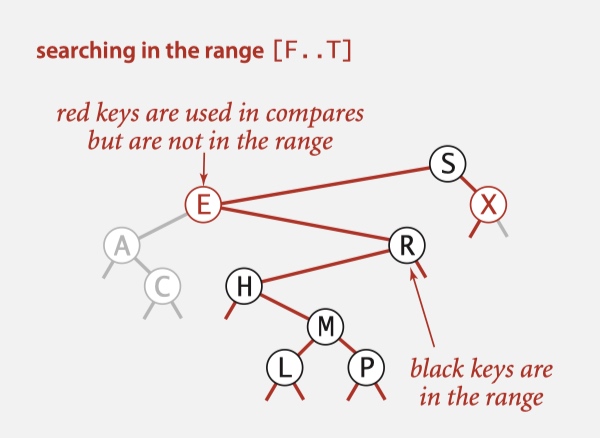 searching in the range [F..T]
red keys are used in compares
but are not in the range
S
E
X
A
R
C
H
M
L
P
black keys are
in the range